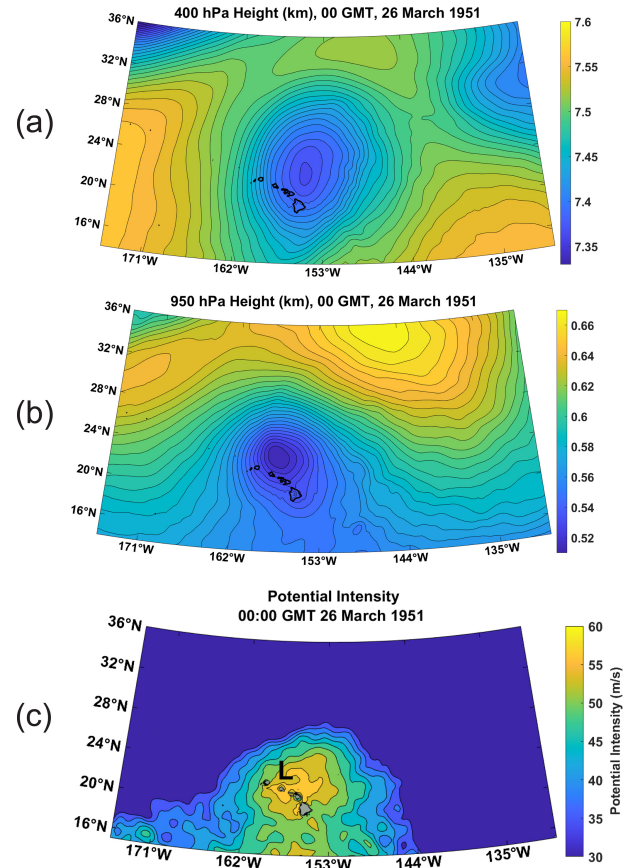 400 hPa Height (km), 00 GMT, 26 March 1951
(a)
36°N
32°N
28°N
24°N
20°N
16°N
171°W
162°W
153°W
144°W
135°W
7.6
7.55
7.5
7.45
7.4
7.35
950 hPa Height (km), 00 GMT, 26 March 1951
(b)
36°N
32°N
28°N
24°N
20°N
16°N
171°W
162°W
153°W
144°W
135°W
0.66
0.64
0.62
0.6
0.58
0.56
0.54
0.52
Potential Intensity
00:00 GMT 26 March 1951
(c)
36°N
32°N
28°N
24°N
20°N
16°N
L
171°W
162°W
153°W
144°W
135°W
60
55
50
45
40
35
30
Potential Intensity (m/s)